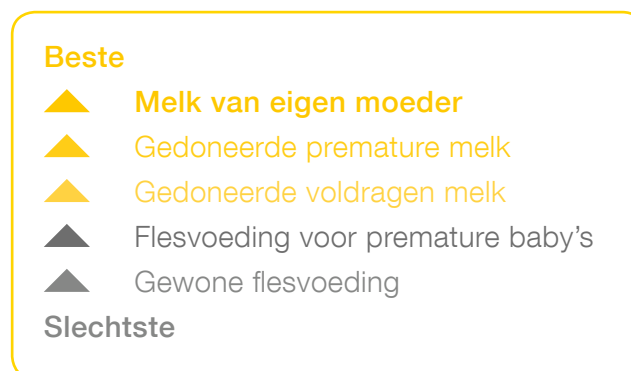 Beste
Melk van eigen moeder
Gedoneerde premature melk
Gedoneerde voldragen melk
Flesvoeding voor premature baby's
Gewone flesvoeding
Slechtste